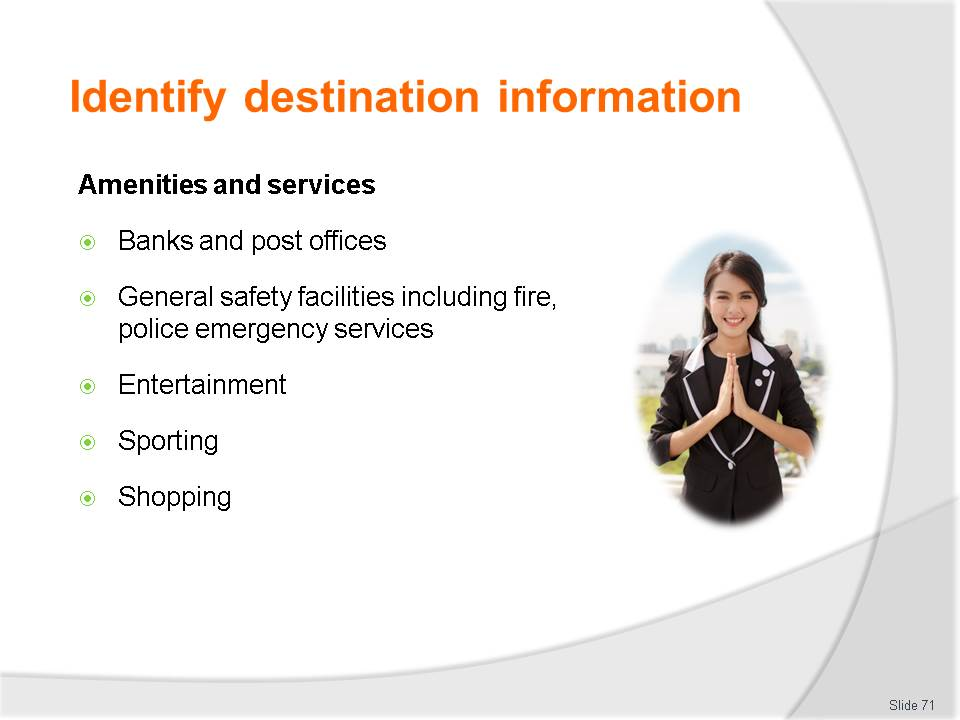 Identify destination information
Amenities and services
Banks and post offices
General safety facilities including fire,
police emergency services
Entertainment
Sporting
Shopping
Slide 71